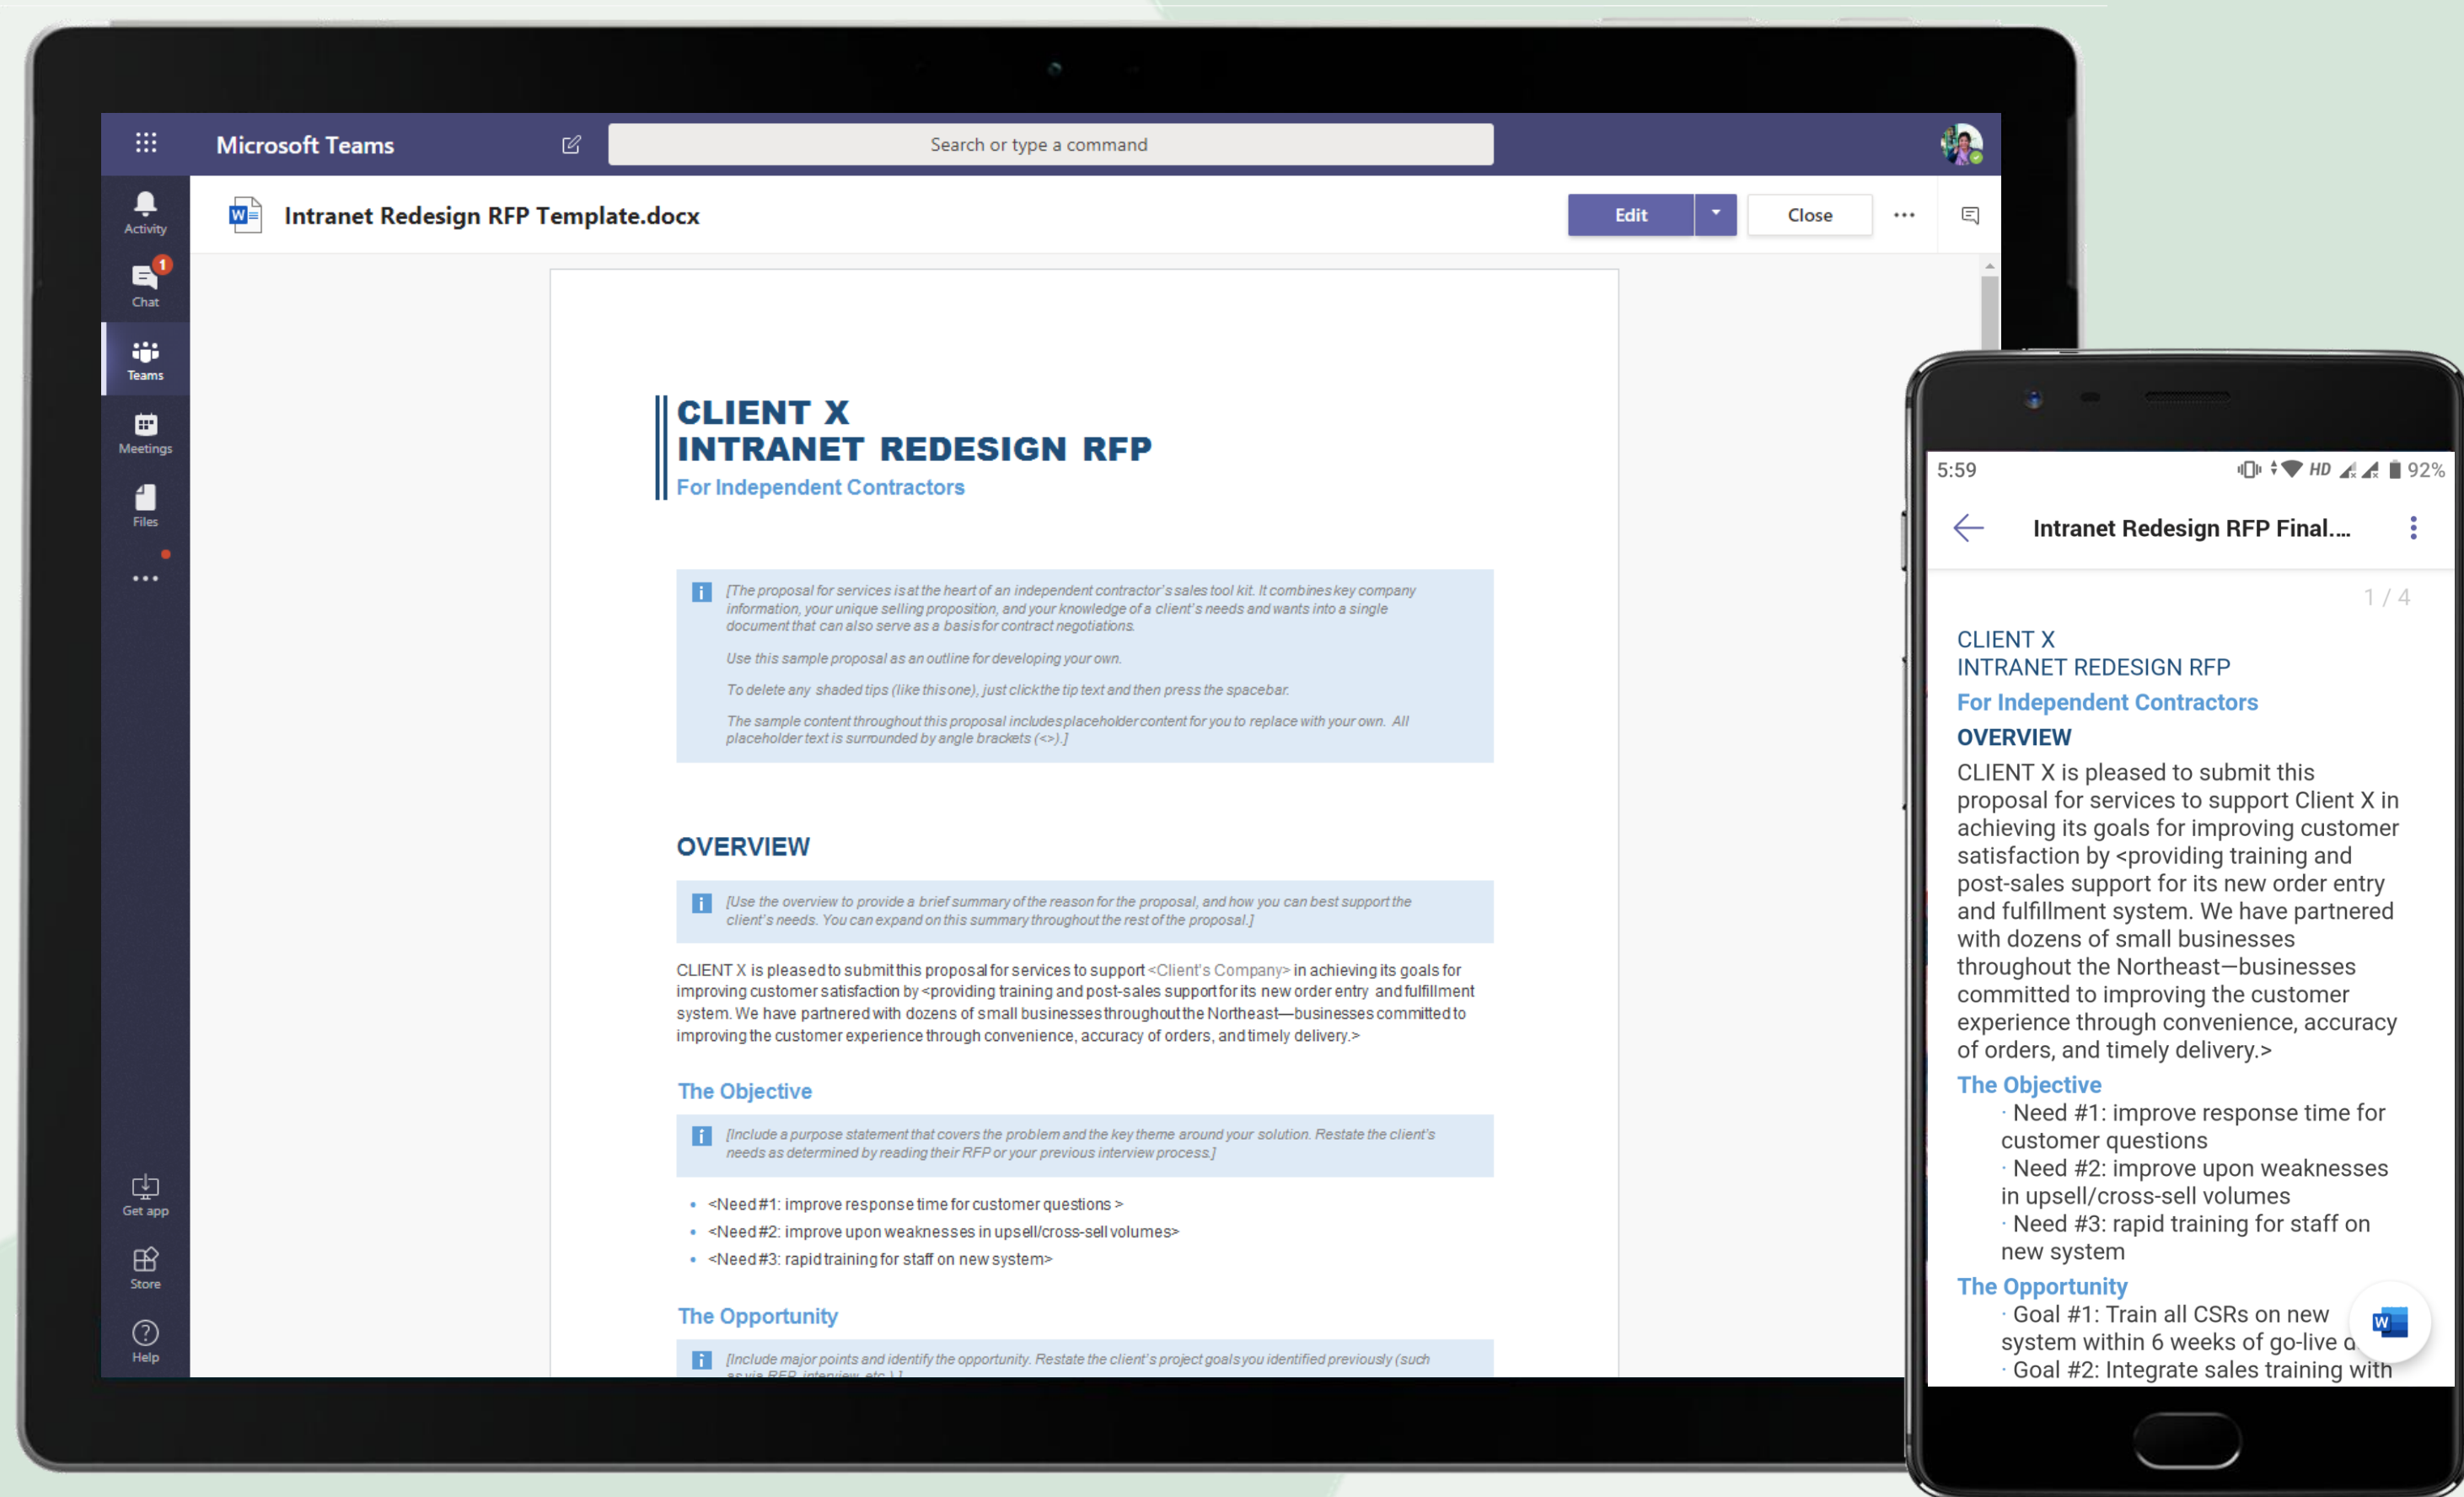 Microsoft Teams
Search or type a command
Activity
1
Chat
Teams
Meetings
Files
Get app
Store
Help
W
Intranet Redesign RFP Template.docx
Edit
Close
CLIENT X
INTRANET REDESIGN RFP
For Independent Contractors
i
[The proposal for services is at the heart of an independent contractor's sales tool kit. It combines key company
information, your unique selling proposition, and your knowledge of a client's needs and wants into a single
document that can also serve as a basis for contract negotiations.
Use this sample proposal as an outline for developing your own.
To delete any shaded tips (like this one), just click the tip text and then press the spacebar.
The sample content throughout this proposal includes placeholder content for you to replace with your own. All
placeholder text is surrounded by angle brackets (<>).]
OVERVIEW
i
[Use the overview to provide a brief summary of the reason for the proposal, and how you can best support the
client's needs. You can expand on this summary throughout the rest of the proposal.]
CLIENT X is pleased to submit this proposal for services to support <Client's Company> in achieving its goals for
improving customer satisfaction by <providing training and post-sales support for its new order entry and fulfillment
system. We have partnered with dozens of small businesses throughout the Northeast—businesses committed to
improving the customer experience through convenience, accuracy of orders, and timely delivery.>
The Objective
i
[Include a purpose statement that covers the problem and the key theme around your solution. Restate the client's
needs as determined by reading their RFP or your previous interview process.]
• <Need #1: improve response time for customer questions >
• <Need #2: improve upon weaknesses in upsell/cross-sell volumes>
• <Need #3: rapid training for staff on new system>
The Opportunity
i
[Include major points and identify the opportunity. Restate the client's project goals you identified previously (such
as via RFP, interview, etc.).]
5:59
HD
92%
Intranet Redesign RFP Final....
1 / 4
CLIENT X
INTRANET REDESIGN RFP
For Independent Contractors
OVERVIEW
CLIENT X is pleased to submit this
proposal for services to support Client X in
achieving its goals for improving customer
satisfaction by <providing training and
post-sales support for its new order entry
and fulfillment system. We have partnered
with dozens of small businesses
throughout the Northeast—businesses
committed to improving the customer
experience through convenience, accuracy
of orders, and timely delivery.>
The Objective
· Need #1: improve response time for
customer questions
· Need #2: improve upon weaknesses
in upsell/cross-sell volumes
· Need #3: rapid training for staff on
new system
The Opportunity
· Goal #1: Train all CSRs on new
system within 6 weeks of go-live
· Goal #2: Integrate sales training with
W